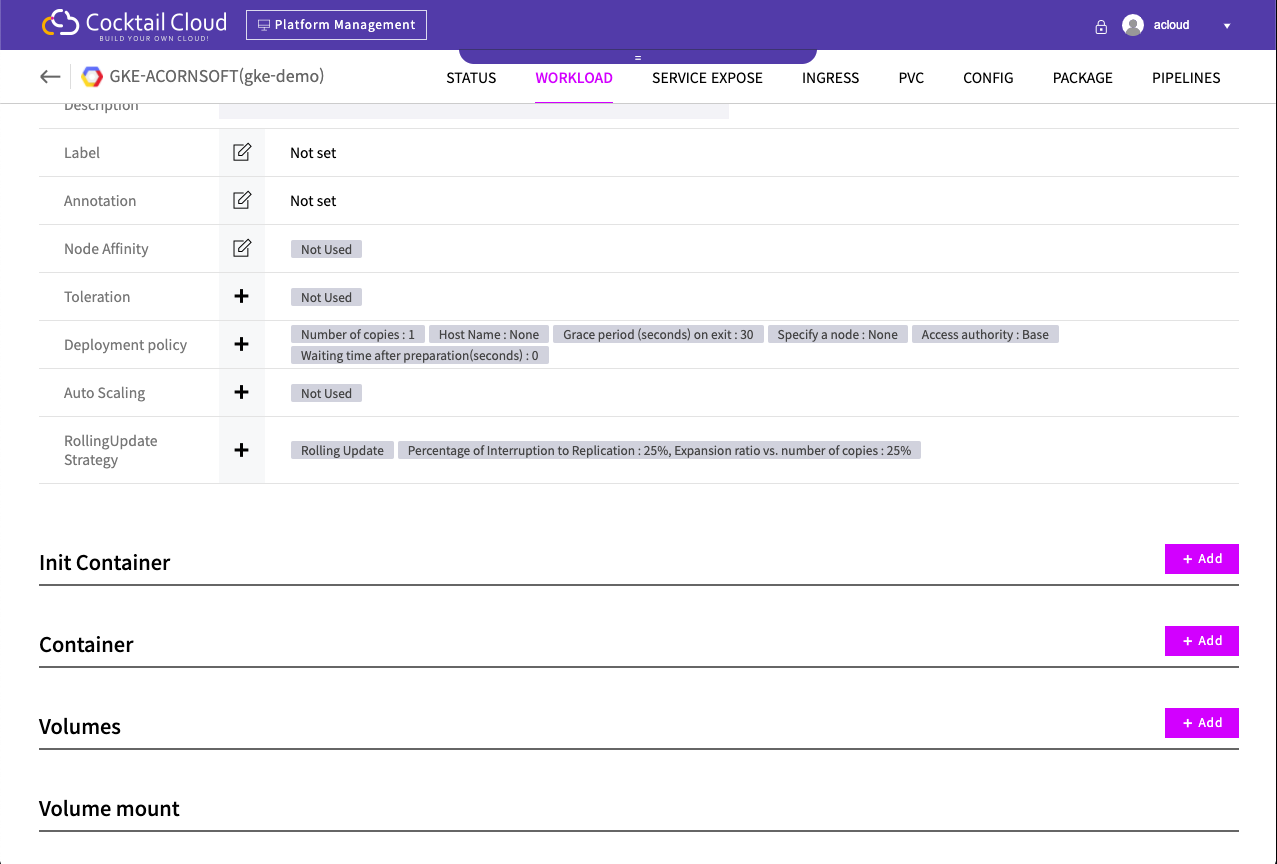 Cocktail Cloud
BUILD YOUR OWN CLOUD!
Platform Management
acloud
GKE-ACORNSOFT(gke-demo)
STATUS
WORKLOAD
SERVICE EXPOSE
INGRESS
PVC
CONFIG
PACKAGE
PIPELINES
Description
Label
Not set
Annotation
Not set
Node Affinity
Not Used
Toleration
Not Used
Deployment policy
Number of copies : 1
Host Name : None
Grace period (seconds) on exit : 30
Specify a node : None
Access authority : Base
Waiting time after preparation(seconds) : 0
Auto Scaling
Not Used
RollingUpdate
Strategy
Rolling Update
Percentage of Interruption to Replication : 25%, Expansion ratio vs. number of copies : 25%
Init Container
+ Add
Container
+ Add
Volumes
+ Add
Volume mount